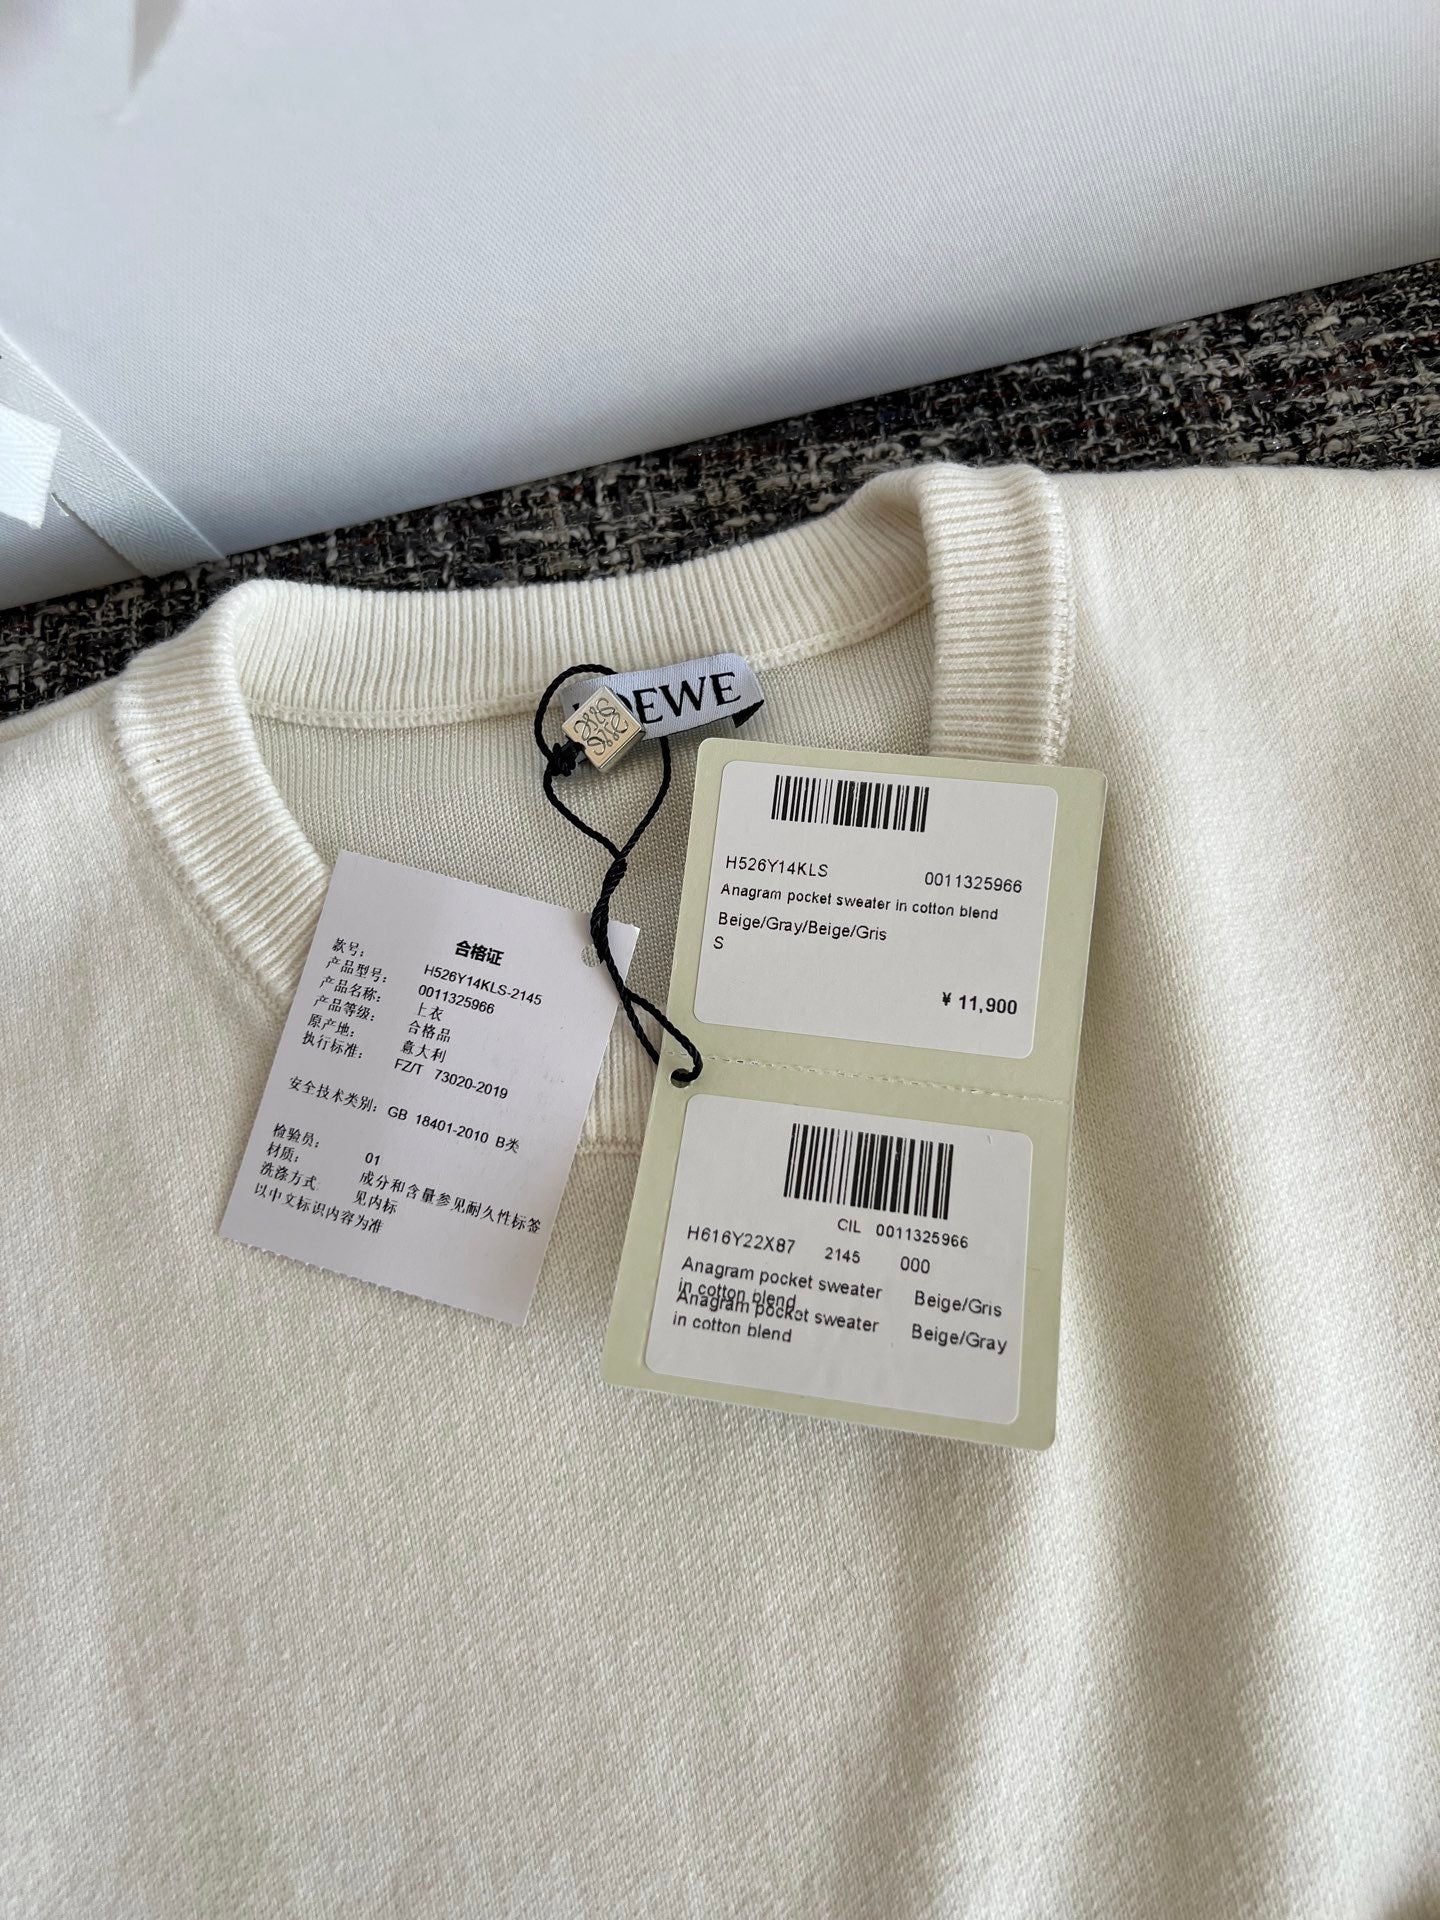 OEWE
H526Y14KLS 0011325966
Anagram pocket sweater in cotton blend
Beige/Gray/Beige/Gris
S
¥ 11,900
CIL 0011325966
H616Y22X87 2145 000
Anagram pocket sweater Beige/Gris
in cotton blend
Anagram pocket sweater Beige/Gray
in cotton blend
合格证
款号: H526Y14KLS-2145
产品型号: 0011325966
产品名称: 上衣
产品等级: 合格品
原产地: 意大利
执行标准: FZ/T 73020-2019
安全技术类别: GB 18401-2010 B类
检验员: 01
材质: 成分和含量参见耐久性标签
洗涤方式 见内标
以中文标识内容为准